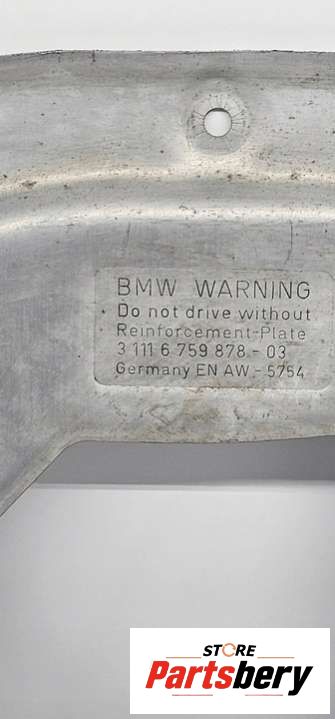 BMW WARNING
Do not drive without
Reinforcement-Plate
3 111 6 759 878 - 03
Germany EN AW - 5754
STORE
Partsbery